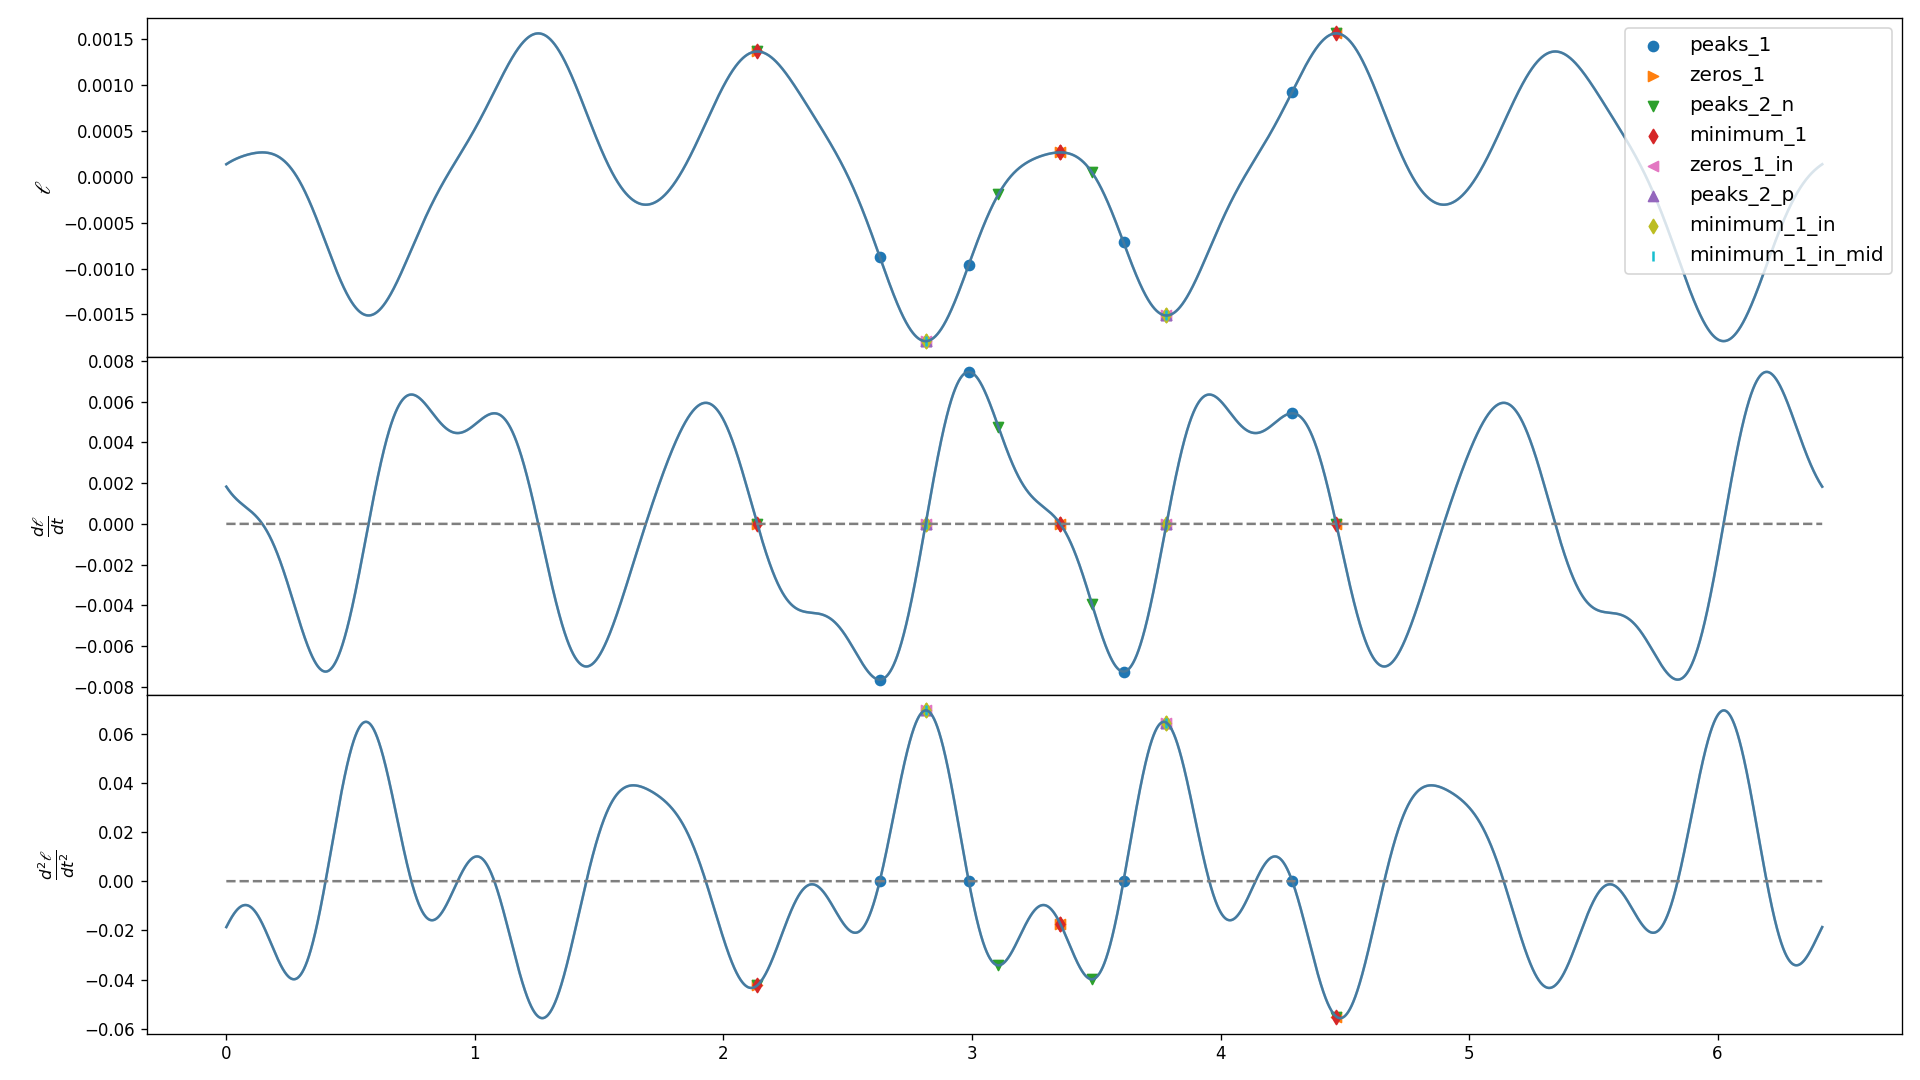 0.0015
0.0010
0.0005
0.0000
−0.0005
−0.0010
−0.0015
ℓ
peaks_1
zeros_1
peaks_2_n
minimum_1
zeros_1_in
peaks_2_p
minimum_1_in
minimum_1_in_mid
0.008
0.006
0.004
0.002
0.000
−0.002
−0.004
−0.006
−0.008
dℓ
dt
0.06
0.04
0.02
0.00
−0.02
−0.04
−0.06
d²ℓ
dt²
0 1 2 3 4 5 6